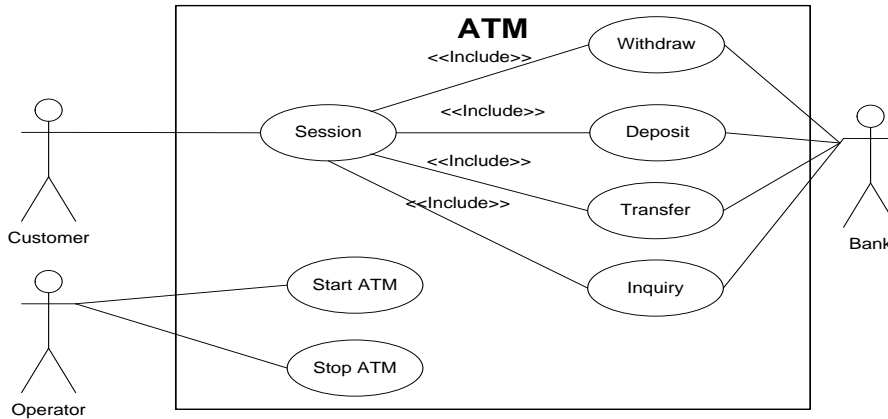 ATM
<<Include>>
Withdraw
<<Include>>
Session
Deposit
<<Include>>
<<Include>>
Transfer
Customer
Bank
Start ATM
Inquiry
Stop ATM
Operator